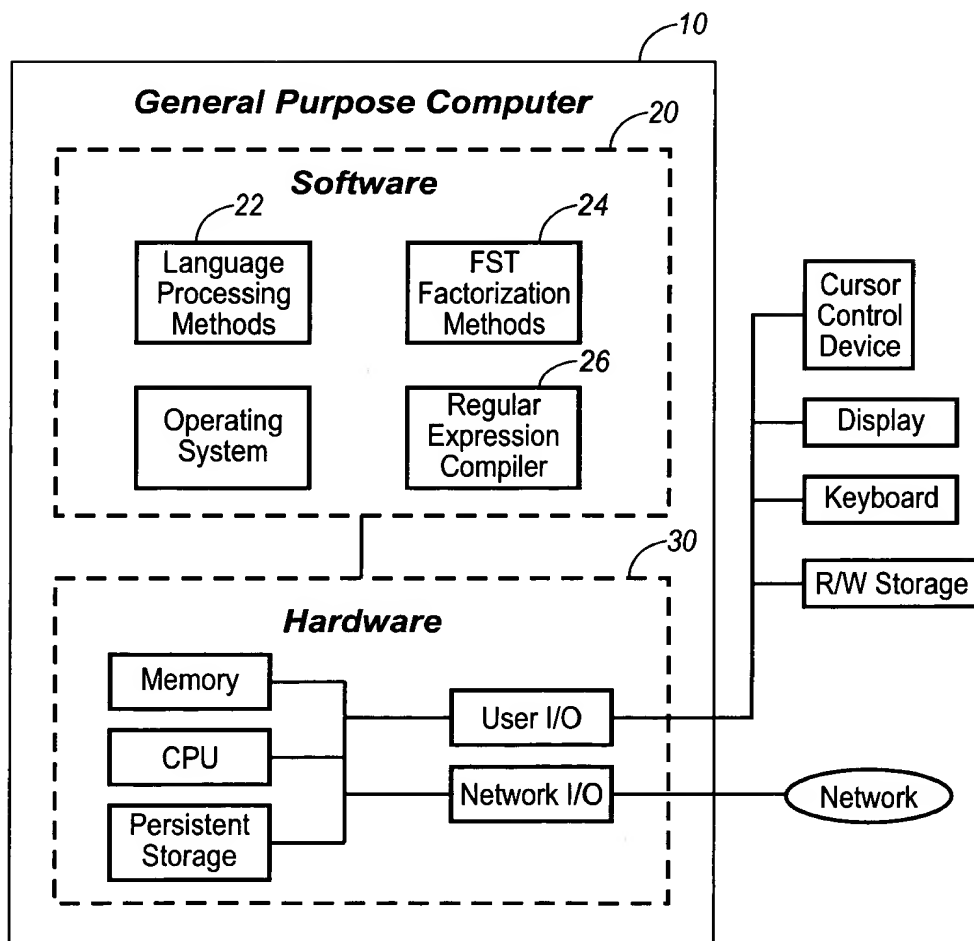 10
General Purpose Computer
20
Software
22
Language
Processing
Methods
24
FST
Factorization
Methods
Operating
System
26
Regular
Expression
Compiler
30
Hardware
Memory
CPU
Persistent
Storage
User I/O
Network I/O
Cursor
Control
Device
Display
Keyboard
R/W Storage
Network